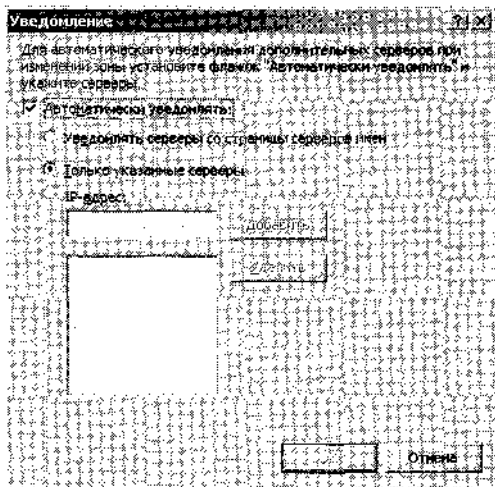 Уведомление
Для автоматического уведомления дополнительных серверов при
изменении зоны установите флажок "Автоматически уведомлять" и
укажите серверы.
Автоматически уведомлять:
Уведомлять серверы со страницы серверов имен
Только указанные серверы
IP-адрес:
Добавить
Удалить
Отмена